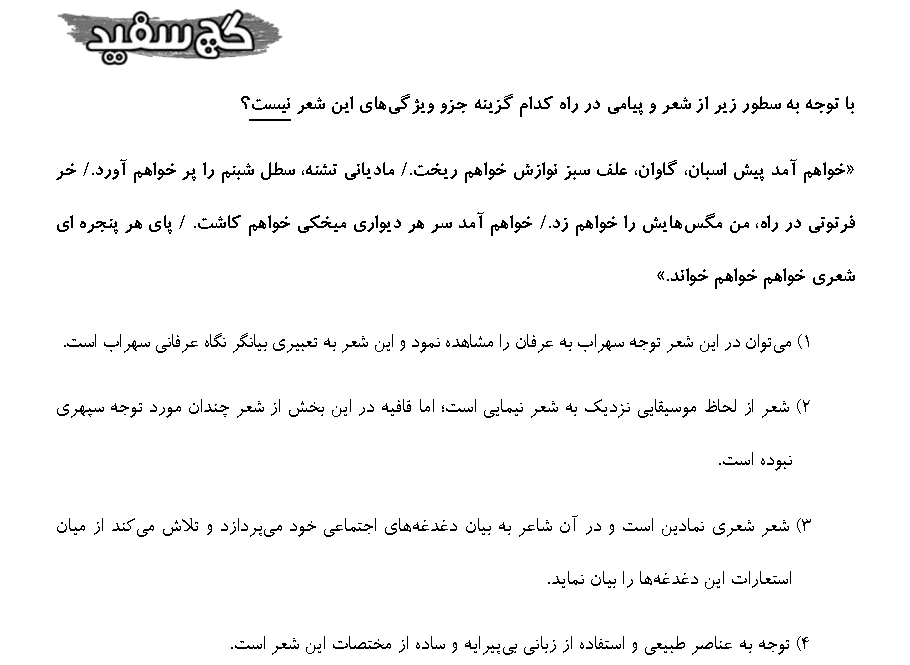 گچ سفید
با توجه به سطور زیر از شعر و پیامی در راه کدام گزینه جزو ویژگی‌های این شعر نیست؟
«خواهم آمد پیش اسبان، گاوان، علف سبز نوازش خواهم ریخت./ مادیانی تشنه، سطل شبنم را پر خواهم آورد./ خر
فرتوتی در راه، من مگس‌هایش را خواهم زد./ خواهم آمد سر هر دیواری میخکی خواهم کاشت. / پای هر پنجره ای
شعری خواهم خواهم خواند.»
۱) می‌توان در این شعر توجه سهراب به عرفان را مشاهده نمود و این شعر به تعبیری بیانگر نگاه عرفانی سهراب است.
۲) شعر از لحاظ موسیقایی نزدیک به شعر نیمایی است؛ اما قافیه در این بخش از شعر چندان مورد توجه سپهری
نبوده است.
۳) شعر شعری نمادین است و در آن شاعر به بیان دغدغه‌های اجتماعی خود می‌پردازد و تلاش می‌کند از میان
استعارات این دغدغه‌ها را بیان نماید.
۴) توجه به عناصر طبیعی و استفاده از زبانی بی‌پیرایه و ساده از مختصات این شعر است.